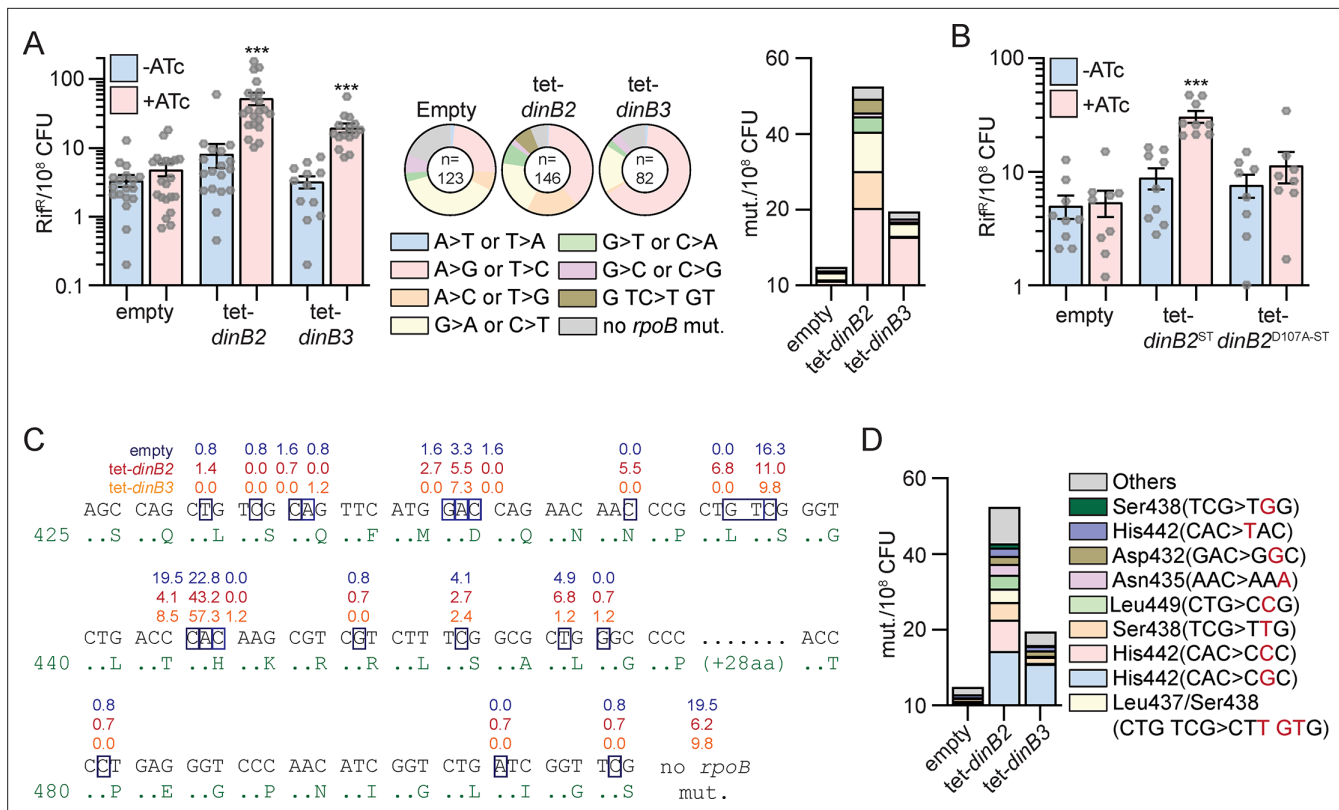 A
-ATc
+ATc
***
***
100
10
1
0.1
Rif^R/10^8 CFU
empty
tet-
dinB2
tet-
dinB3
Empty
tet-
dinB2
tet-
dinB3
n=
123
n=
146
n=
82
A>T or T>A
A>G or T>C
A>C or T>G
G>A or C>T
G>T or C>A
G>C or C>G
G TC>T GT
no rpoB mut.
60
40
20
10
mut./10^8 CFU
empty
tet-dinB2
tet-dinB3
B
-ATc
+ATc
***
100
10
1
Rif^R/10^8 CFU
empty
tet-
dinB2^ST
tet-
dinB2^D107A-ST
C
empty 0.8 0.8 1.6 0.8 1.6 3.3 1.6 0.0 0.0 16.3
tet-dinB2 1.4 0.0 0.7 0.0 2.7 5.5 0.0 5.5 6.8 11.0
tet-dinB3 0.0 0.0 0.0 1.2 0.0 7.3 0.0 0.0 0.0 9.8
AGC CAG CTG TCG CAG TTC ATG GAC CAG AAC AAC CCG CTG TCG GGT
425 ..S ..Q ..L ..S ..Q ..F ..M ..D ..Q ..N ..N ..P ..L ..S ..G
19.5 22.8 0.0 0.8 4.1 4.9 0.0
4.1 43.2 0.0 0.7 2.7 6.8 0.7
8.5 57.3 1.2 0.0 2.4 1.2 1.2
CTG ACC CAC AAG CGT CGT CTT TCG GCG CTG GGC CCC ....... ACC
440 ..L ..T ..H ..K ..R ..R ..L ..S ..A ..L ..G ..P (+28aa) ..T
0.8 0.0 0.8 19.5
0.7 0.7 0.7 6.2
0.0 0.0 0.0 9.8
CCT GAG GGT CCC AAC ATC GGT CTG ATC GGT TCG no rpoB
480 ..P ..E ..G ..P ..N ..I ..G ..L ..I ..G ..S mut.
D
60
40
20
10
mut./10^8 CFU
empty
tet-dinB2
tet-dinB3
Others
Ser438(TCG>TGG)
His442(CAC>TAC)
Asp432(GAC>GGC)
Asn435(AAC>AAA)
Leu449(CTG>CCG)
Ser438(TCG>TTG)
His442(CAC>CCC)
His442(CAC>CGC)
Leu437/Ser438
(CTG TCG>CTT GTG)